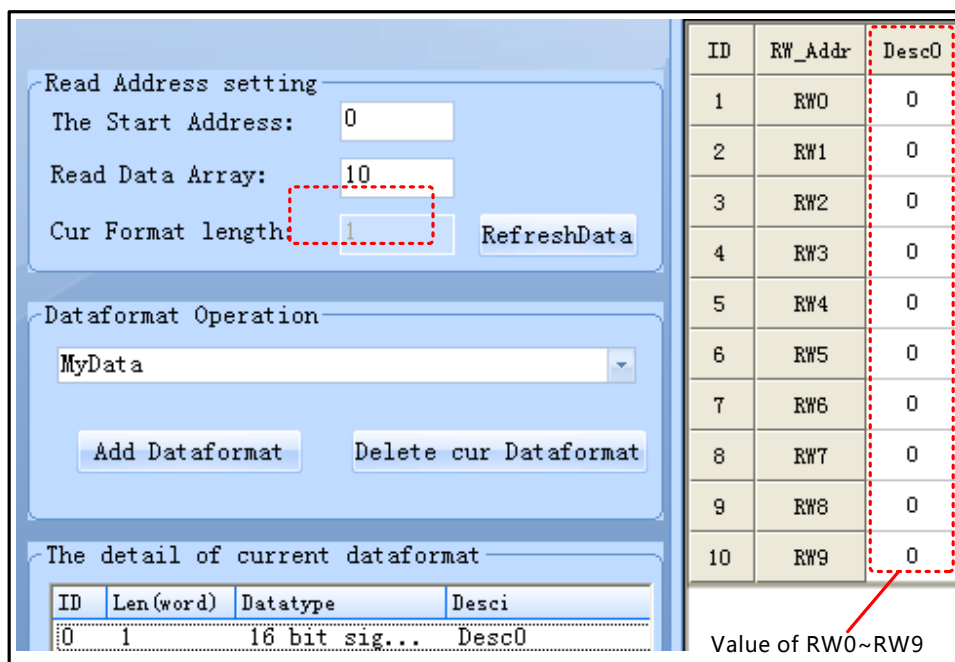 Read Address setting
The Start Address: 0
Read Data Array: 10
Cur Format length: 1
RefreshData
Dataformat Operation
MyData
Add Dataformat Delete cur Dataformat
The detail of current dataformat
ID Len(word) Datatype Desci
0 1 16 bit sig... Desc0
ID RW_Addr Desc0
1 RW0 0
2 RW1 0
3 RW2 0
4 RW3 0
5 RW4 0
6 RW5 0
7 RW6 0
8 RW7 0
9 RW8 0
10 RW9 0
Value of RW0~RW9